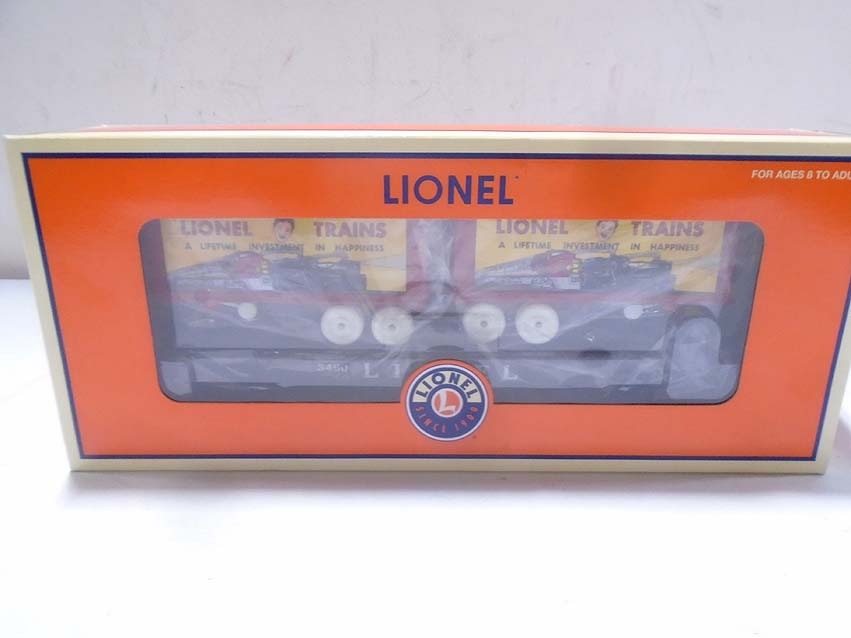 LIONEL
FOR AGES 8 TO ADU
LIONEL TRAINS
A LIFETIME INVESTMENT IN HAPPINESS
LIONEL TRAINS
A LIFETIME INVESTMENT IN HAPPINESS
LIONEL
L
SINCE 1900